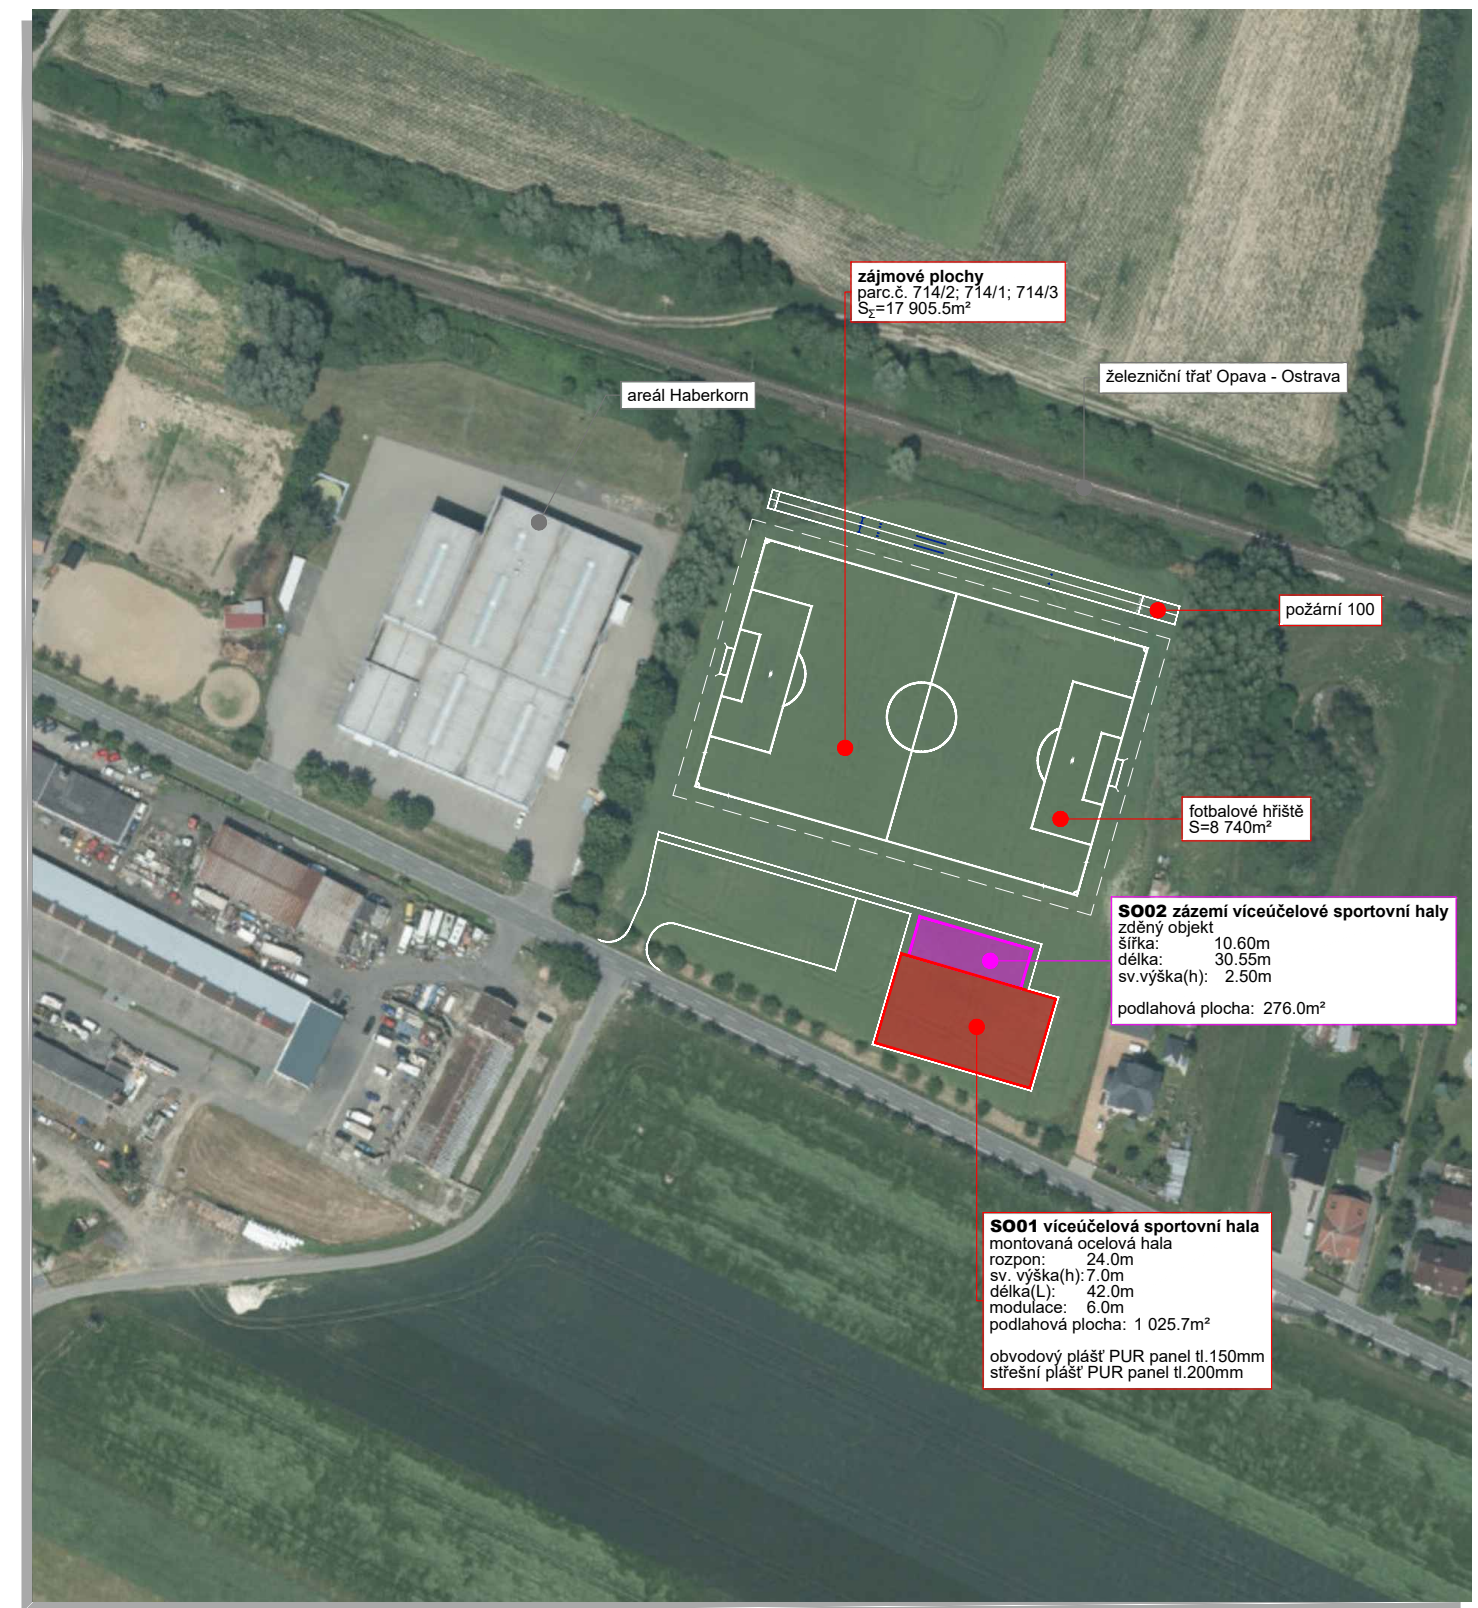 zájmové plochy
parc.č. 714/2; 714/1; 714/3
SΣ=17 905.5m²
železniční třať Opava - Ostrava
areál Haberkorn
požární 100
fotbalové hřiště
S=8 740m²
SO02 zázemí víceúčelové sportovní haly
zděný objekt
šířka: 10.60m
délka: 30.55m
sv.výška(h): 2.50m
podlahová plocha: 276.0m²
SO01 víceúčelová sportovní hala
montovaná ocelová hala
rozpon: 24.0m
sv. výška(h): 7.0m
délka(L): 42.0m
modulace: 6.0m
podlahová plocha: 1 025.7m²
obvodový plášť PUR panel tl.150mm
střešní plášť PUR panel tl.200mm